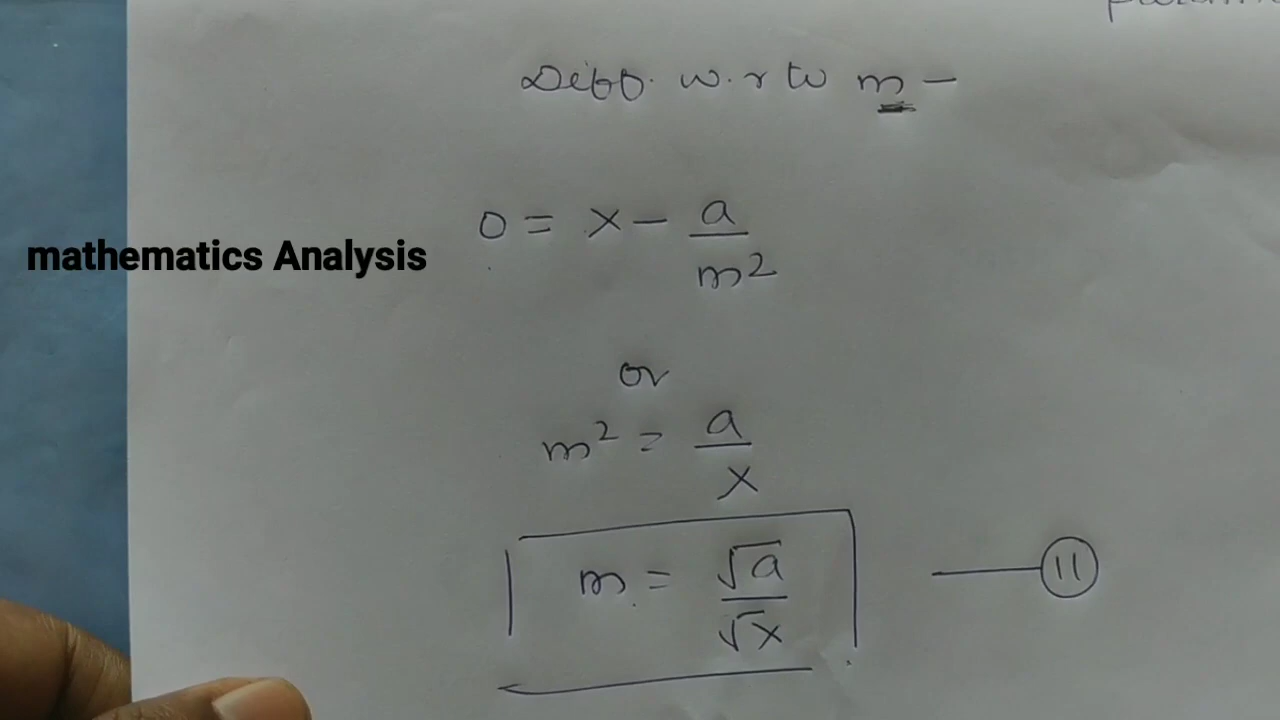 Diff. w.r to m –
0 = x – a/m²
mathematics Analysis
or
m² = a/x
m = √a/√x — 11